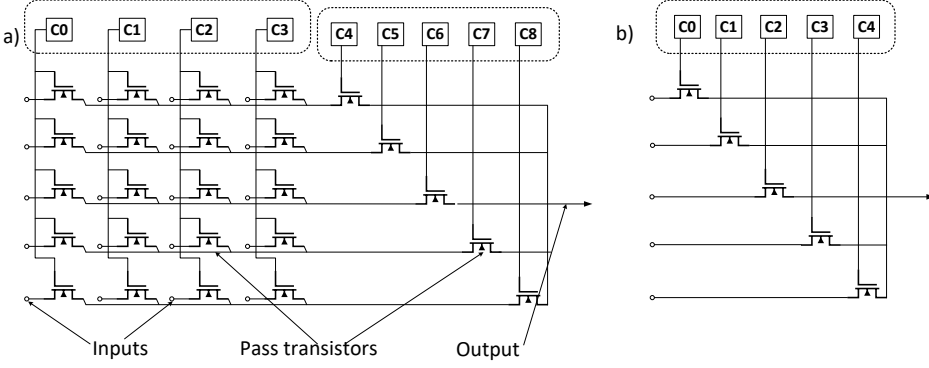 a) C0 C1 C2 C3 C4 C5 C6 C7 C8
Inputs Pass transistors Output
b) C0 C1 C2 C3 C4